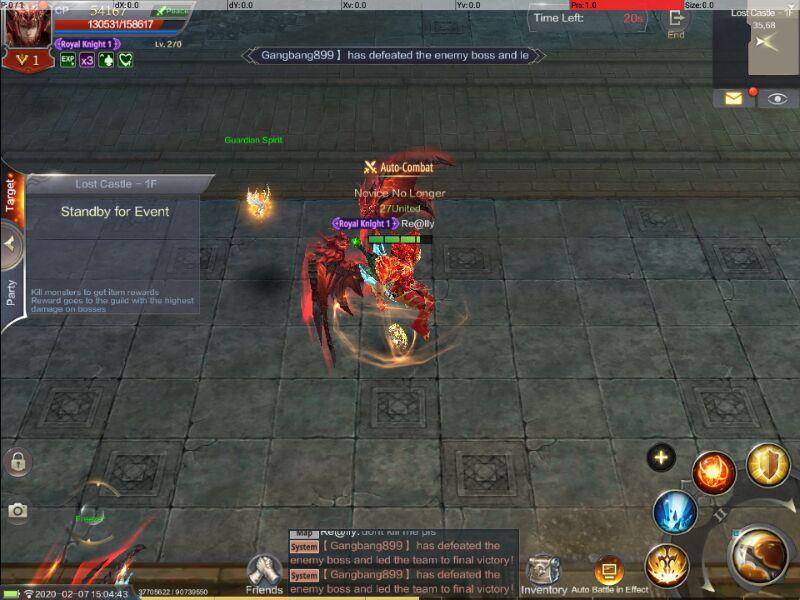 P: 0 / 1
dX: 0.0
dY: 0.0
Xv: 0.0
Yv: 0.0
Prs: 1.0
Size: 0.0
CP 54167
Peace
130531/158617
Royal Knight 1
Lv. 2/0
1
EXP
x3
Time Left: 20s
End
Lost Castle - 1F
35,68
Gangbang899 】has defeated the enemy boss and le
Guardian Spirit
Auto-Combat
Novice No Longer
27United
Royal Knight 1 Re@lly
Target
Party
Lost Castle - 1F
Standby for Event
Kill monsters to get item rewards
Reward goes to the guild with the highest
damage on bosses
Map Re@lly: dont kill me pls
System 【 Gangbang899 】 has defeated the
enemy boss and led the team to final victory!
System 【 Gangbang899 】 has defeated the
enemy boss and led the team to final victory!
Friends
Inventory
Auto Battle in Effect
2020-02-07 15:04:43
37705622 / 90739550